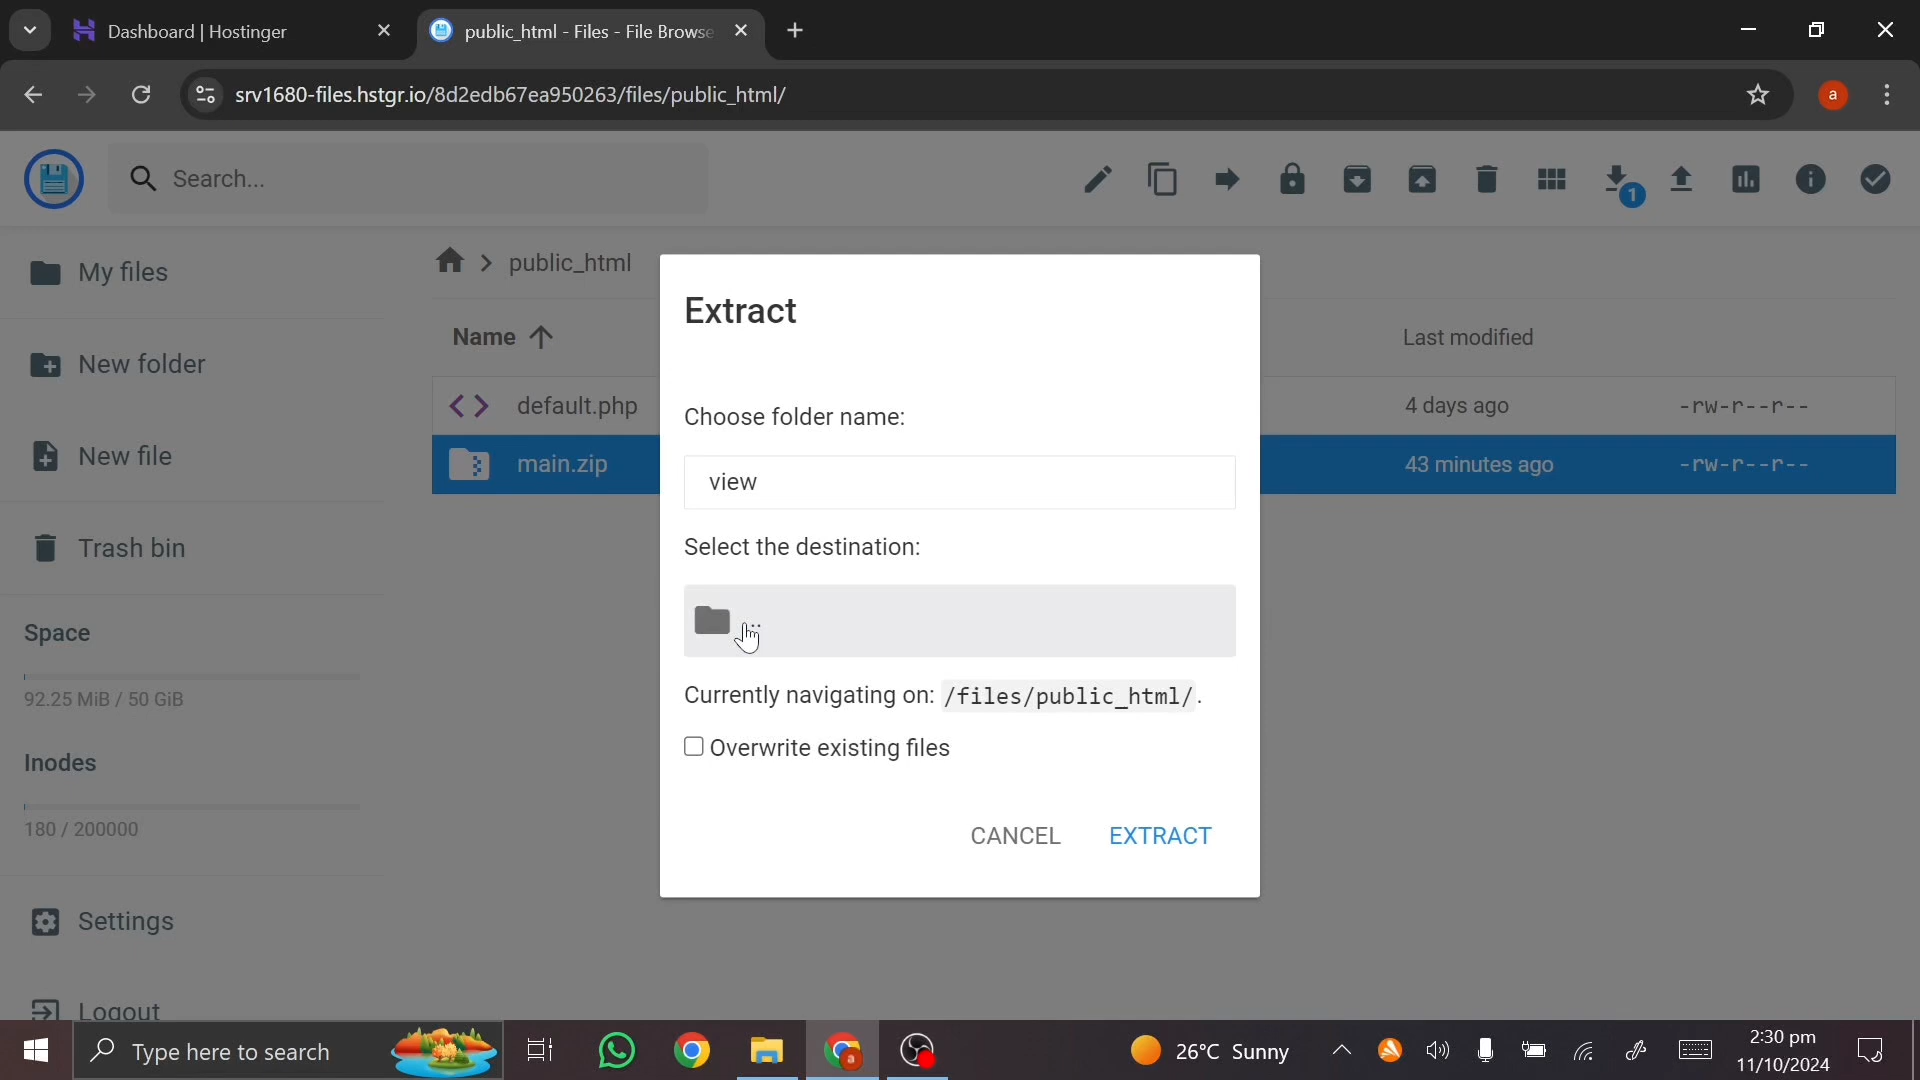 Dashboard | Hostinger
public_html - Files - File Browse
srv1680-files.hstgr.io/8d2edb67ea950263/files/public_html/
a
Search...
1
My files
New folder
New file
Trash bin
Space
92.25 MiB / 50 GiB
Inodes
180 / 200000
Settings
Logout
public_html
Name
Last modified
default.php
4 days ago
-rw-r--r--
main.zip
43 minutes ago
-rw-r--r--
Extract
Choose folder name:
view
Select the destination:
..
Currently navigating on: /files/public_html/.
Overwrite existing files
CANCEL
EXTRACT
Type here to search
a
26°C Sunny
2:30 pm
11/10/2024